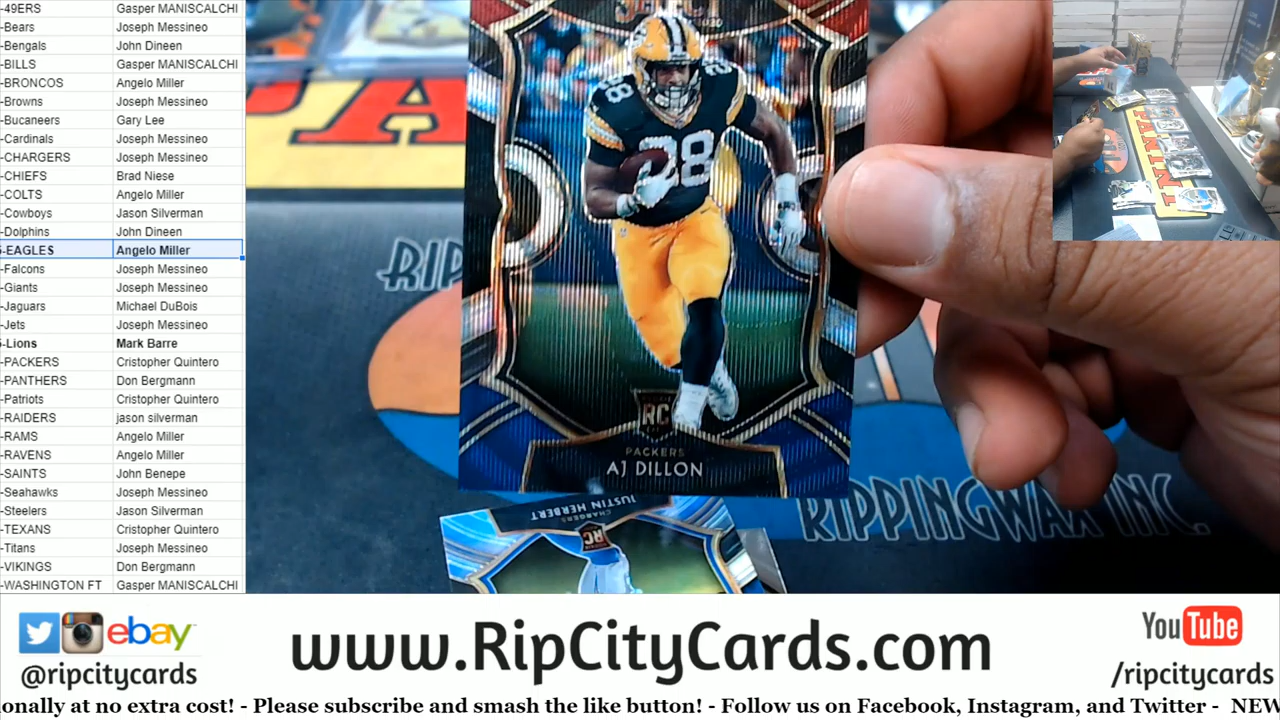 -49ERS Gasper MANISCALCHI
-Bears Joseph Messineo
-Bengals John Dineen
-BILLS Gasper MANISCALCHI
-BRONCOS Angelo Miller
-Browns Joseph Messineo
-Bucaneers Gary Lee
-Cardinals Joseph Messineo
-CHARGERS Joseph Messineo
-CHIEFS Brad Niese
-COLTS Angelo Miller
-Cowboys Jason Silverman
-Dolphins John Dineen
-EAGLES Angelo Miller
-Falcons Joseph Messineo
-Giants Joseph Messineo
-Jaguars Michael DuBois
-Jets Joseph Messineo
-Lions Mark Barre
-PACKERS Cristopher Quintero
-PANTHERS Don Bergmann
-Patriots Cristopher Quintero
-RAIDERS jason silverman
-RAMS Angelo Miller
-RAVENS Angelo Miller
-SAINTS John Benepe
-Seahawks Joseph Messineo
-Steelers Jason Silverman
-TEXANS Cristopher Quintero
-Titans Joseph Messineo
-VIKINGS Don Bergmann
-WASHINGTON FT Gasper MANISCALCHI
2020
28
28
RC
PACKERS
AJ DILLON
JUSTIN HERBERT
CHARGERS
RC
PA
RIP
RIPPINGWAX INC.
PANINI
ebay
@ripcitycards
www.RipCityCards.com
YouTube
/ripcitycards
onally at no extra cost! - Please subscribe and smash the like button! - Follow us on Facebook, Instagram, and Twitter - NEW